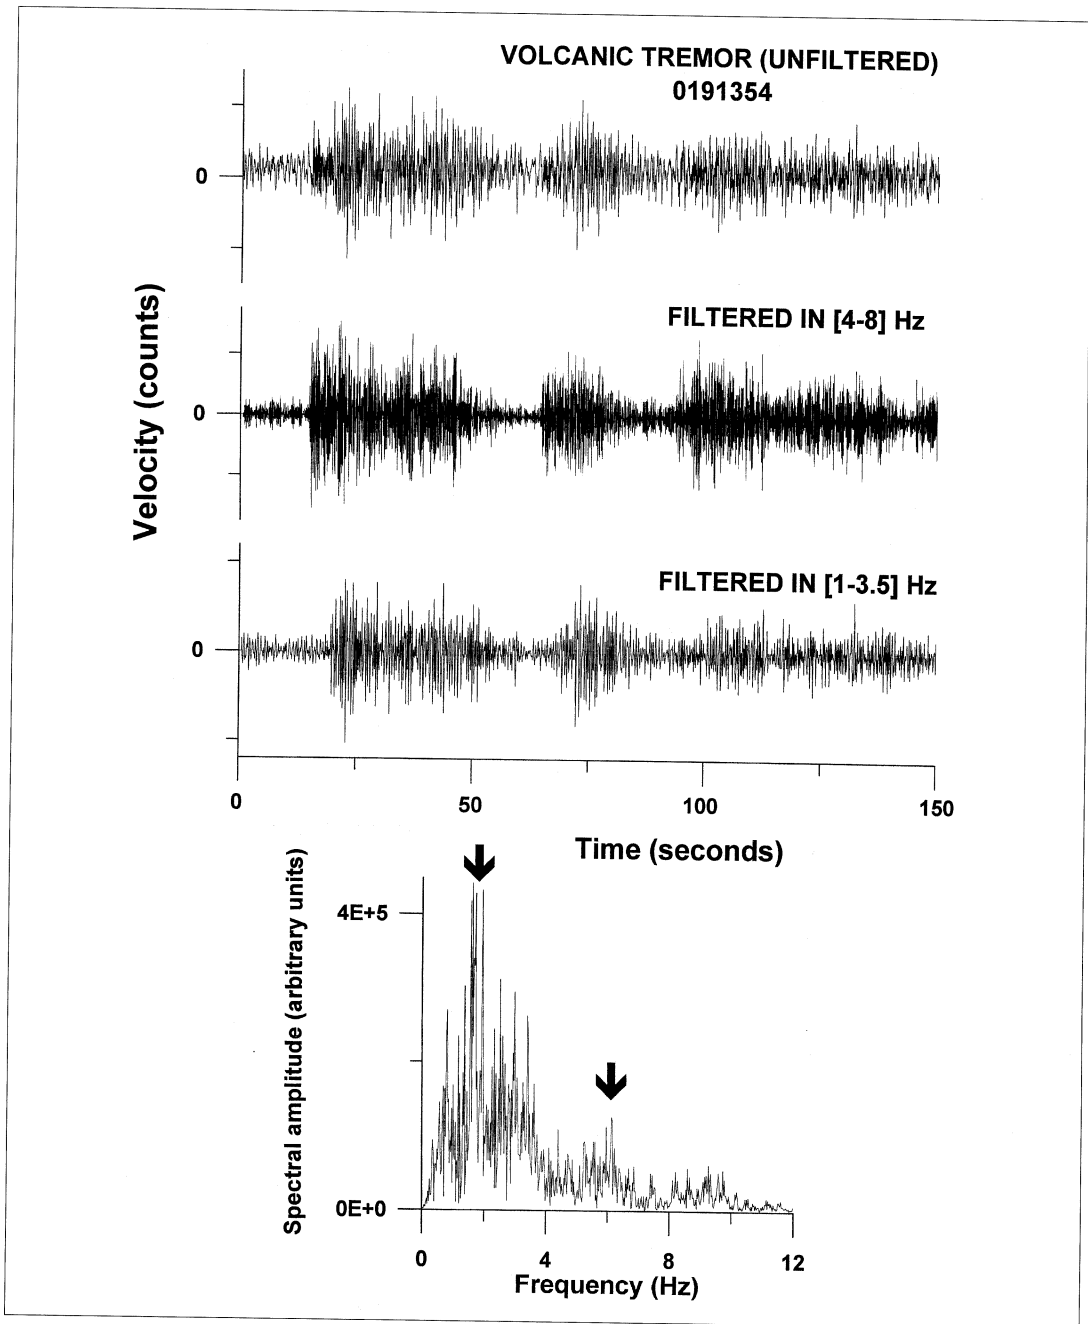 VOLCANIC TREMOR (UNFILTERED)
0191354
0
Velocity (counts)
FILTERED IN [4-8] Hz
0
FILTERED IN [1-3.5] Hz
0
0 50 100 150
Time (seconds)
Spectral amplitude (arbitrary units)
4E+5
0E+0
0 4 8 12
Frequency (Hz)